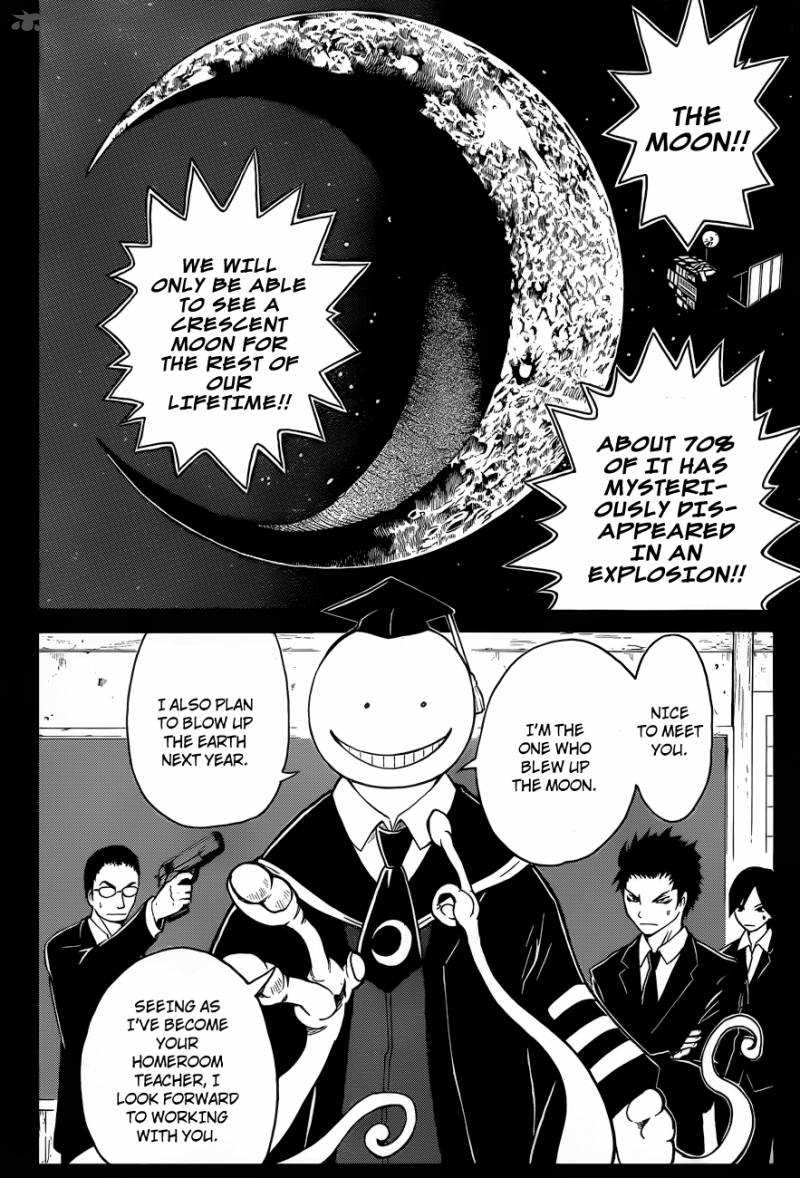 THE
MOON!!
ABOUT 70%
OF IT HAS
MYSTERI-
OUSLY DIS-
APPEARED
IN AN
EXPLOSION!!
WE WILL
ONLY BE ABLE
TO SEE A
CRESCENT
MOON FOR
THE REST OF
OUR
LIFETIME!!
NICE
TO MEET
YOU.
I'M THE
ONE WHO
BLEW UP
THE MOON.
I ALSO PLAN
TO BLOW UP
THE EARTH
NEXT YEAR.
SEEING AS
I'VE BECOME
YOUR
HOMEROOM
TEACHER, I
LOOK FORWARD
TO WORKING
WITH YOU.